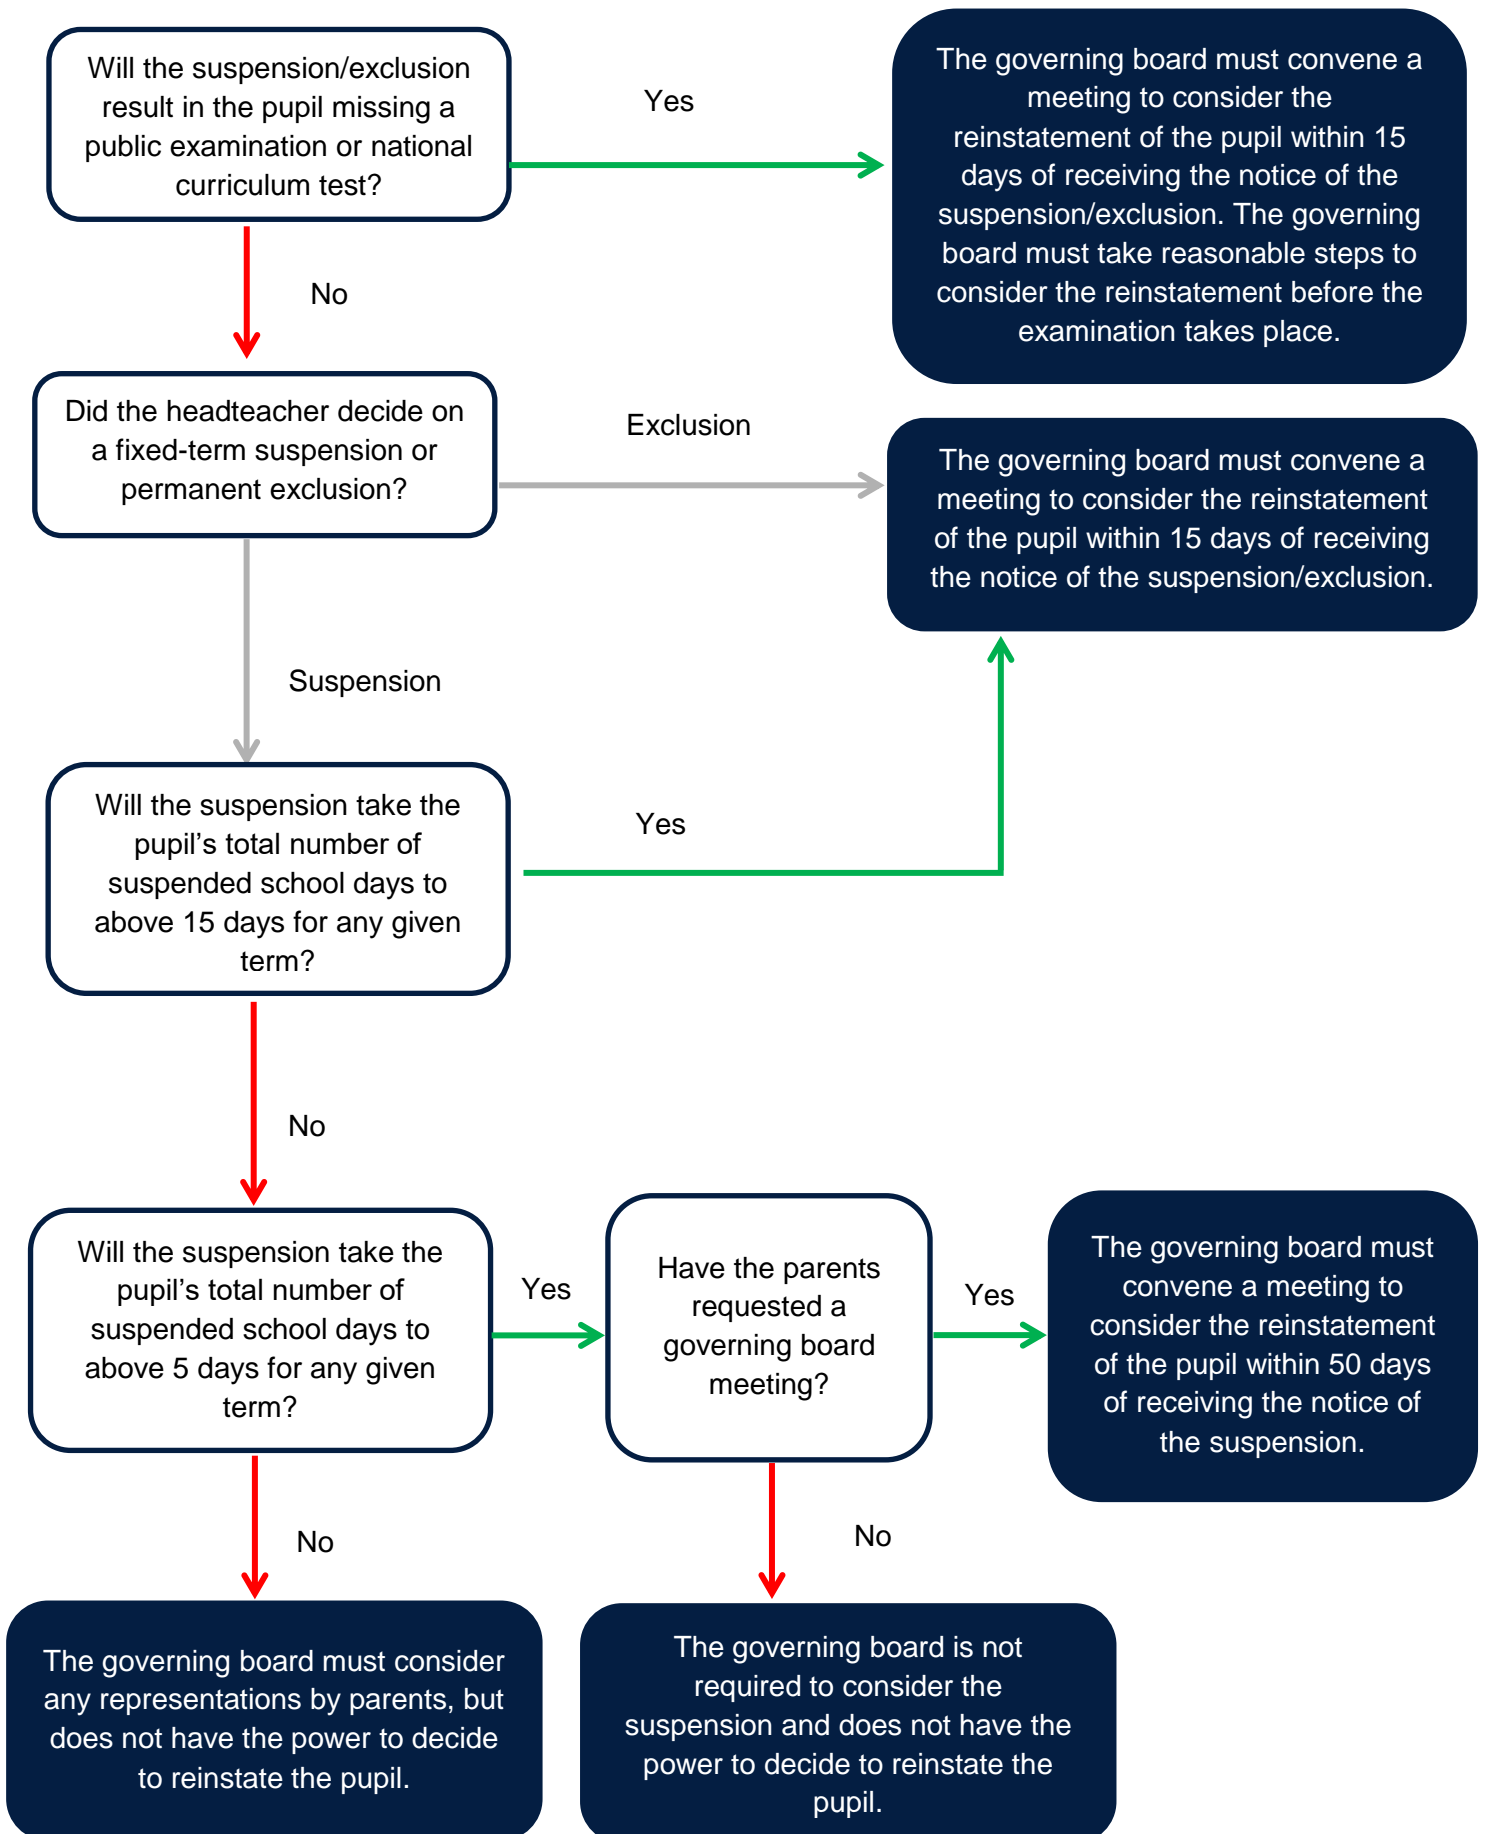 Will the suspension/exclusion
result in the pupil missing a
public examination or national
curriculum test?
Yes
The governing board must convene a
meeting to consider the
reinstatement of the pupil within 15
days of receiving the notice of the
suspension/exclusion. The governing
board must take reasonable steps to
consider the reinstatement before the
examination takes place.
No
Did the headteacher decide on
a fixed-term suspension or
permanent exclusion?
Exclusion
The governing board must convene a
meeting to consider the reinstatement
of the pupil within 15 days of receiving
the notice of the suspension/exclusion.
Suspension
Will the suspension take the
pupil’s total number of
suspended school days to
above 15 days for any given
term?
Yes
No
Will the suspension take the
pupil’s total number of
suspended school days to
above 5 days for any given
term?
Yes
Have the parents
requested a
governing board
meeting?
Yes
The governing board must
convene a meeting to
consider the reinstatement
of the pupil within 50 days
of receiving the notice of
the suspension.
No
No
The governing board must consider
any representations by parents, but
does not have the power to decide
to reinstate the pupil.
The governing board is not
required to consider the
suspension and does not have the
power to decide to reinstate the
pupil.